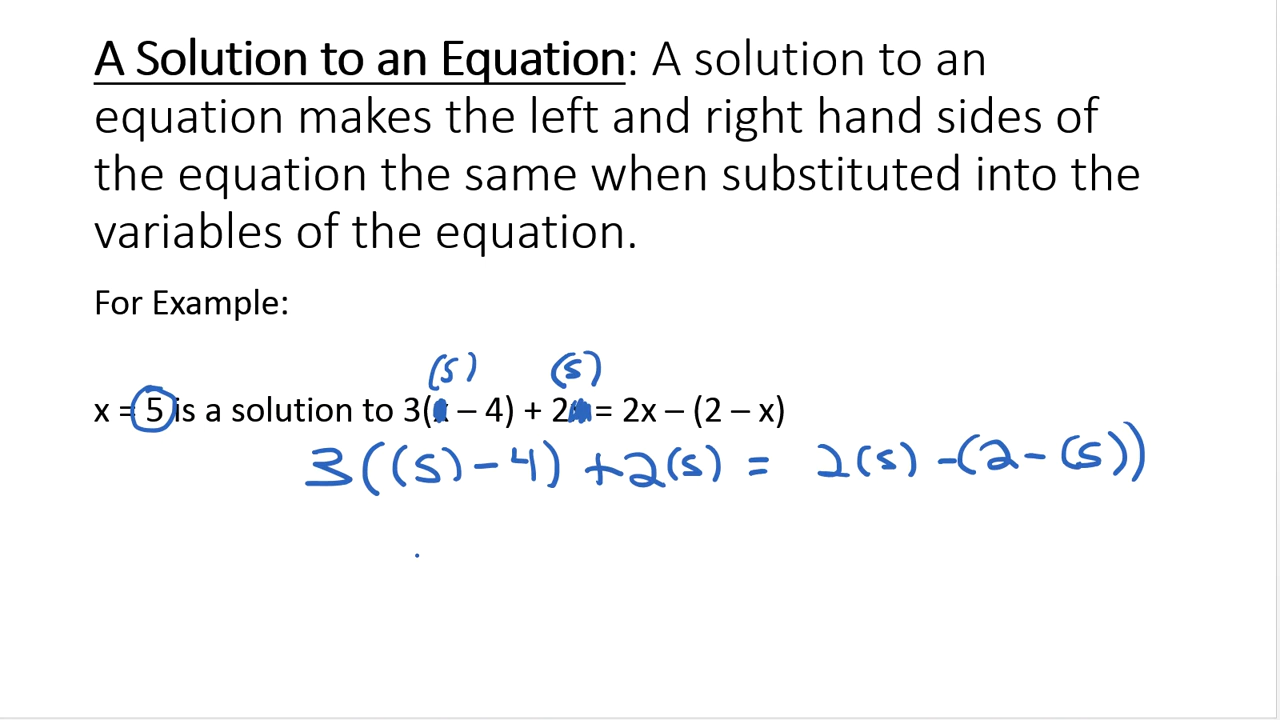 A Solution to an Equation: A solution to an
equation makes the left and right hand sides of
the equation the same when substituted into the
variables of the equation.
For Example:
(5) (5)
x = 5 is a solution to 3( – 4) + 2 = 2x – (2 – x)
3((5) – 4) + 2(5) = 2(5) – (2 – (5))